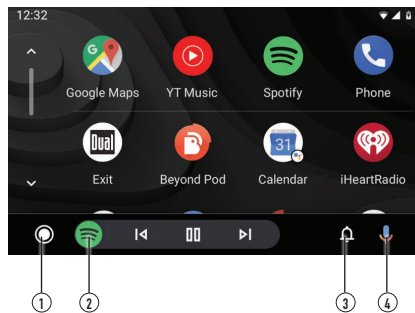 12:32
Google Maps YT Music Spotify Phone
Dual
31
Exit Beyond Pod Calendar iHeartRadio
1 2 3 4